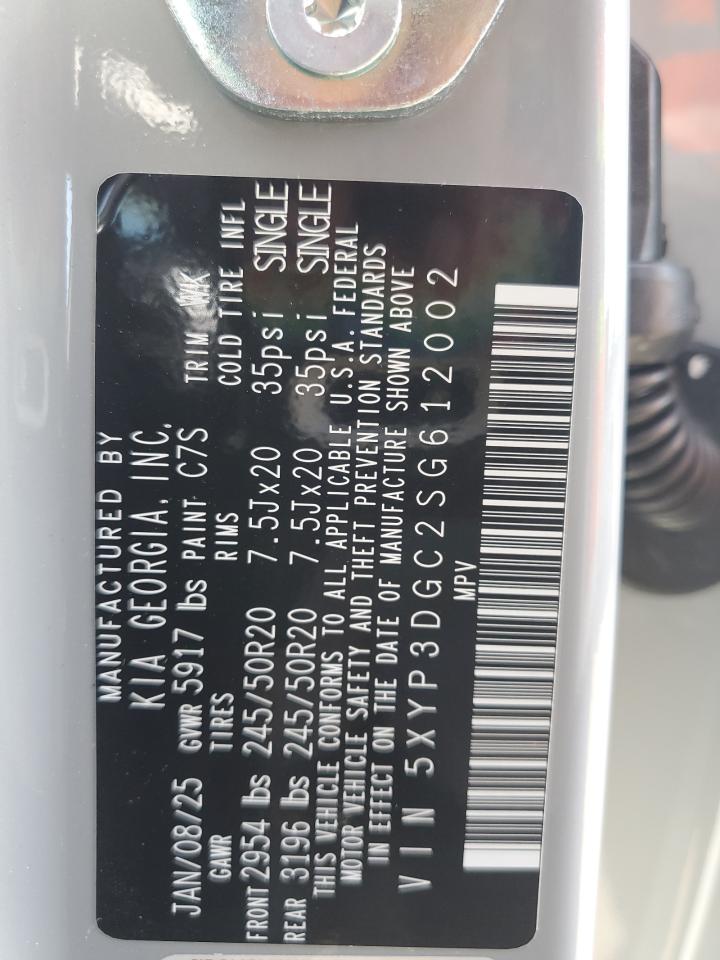 MANUFACTURED BY
KIA GEORGIA, INC.
JAN/08/25 GVWR 5917 lbs PAINT C7S TRIM WK
GAWR TIRES RIMS COLD TIRE INFL
FRONT 2954 lbs 245/50R20 7.5Jx20 35psi SINGLE
REAR 3196 lbs 245/50R20 7.5Jx20 35psi SINGLE
THIS VEHICLE CONFORMS TO ALL APPLICABLE U.S.A. FEDERAL
MOTOR VEHICLE SAFETY AND THEFT PREVENTION STANDARDS
IN EFFECT ON THE DATE OF MANUFACTURE SHOWN ABOVE
VIN 5XYP3DGC2SG612002
MPV